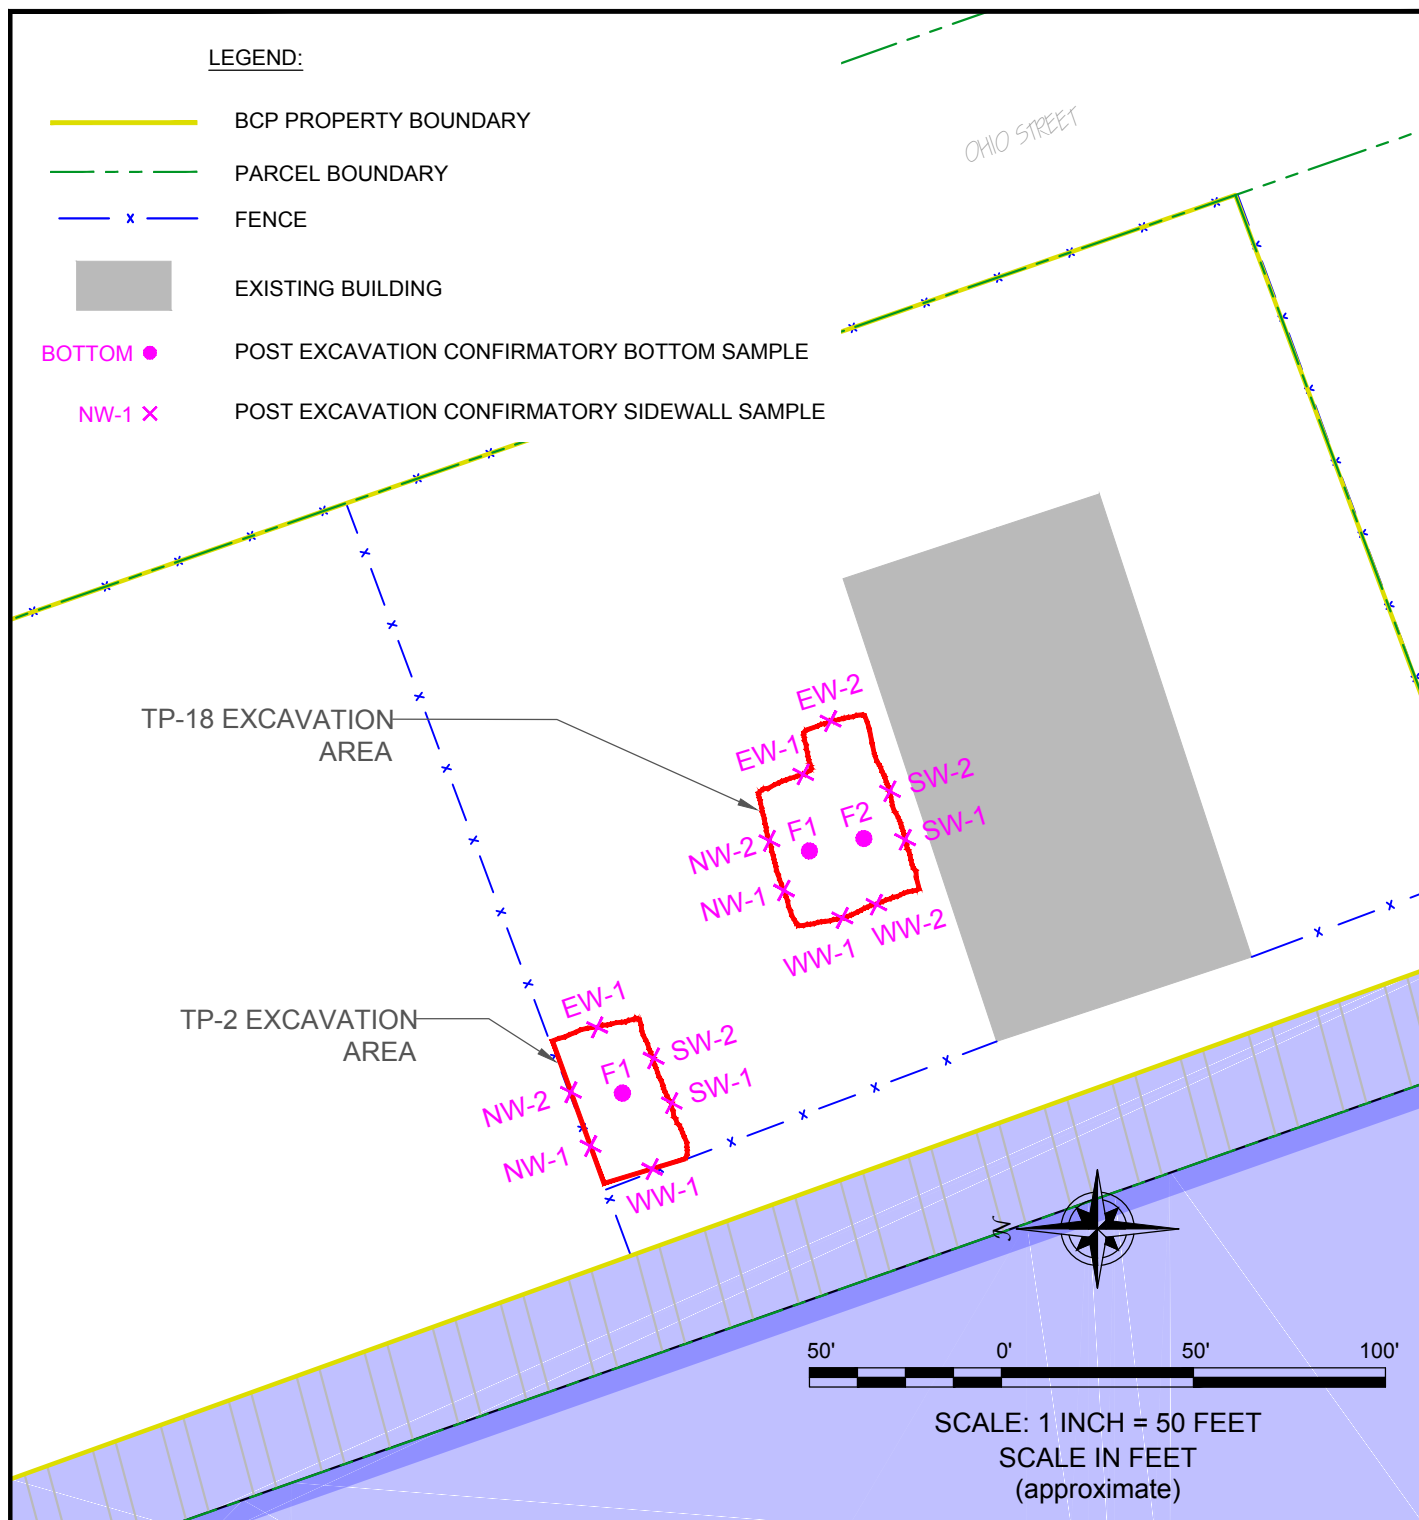 LEGEND:
BCP PROPERTY BOUNDARY
PARCEL BOUNDARY
FENCE
EXISTING BUILDING
BOTTOM
POST EXCAVATION CONFIRMATORY BOTTOM SAMPLE
NW-1
POST EXCAVATION CONFIRMATORY SIDEWALL SAMPLE
OHIO STREET
TP-18 EXCAVATION
AREA
EW-2
EW-1
SW-2
SW-1
F1
F2
NW-2
NW-1
WW-2
WW-1
TP-2 EXCAVATION
AREA
EW-1
SW-2
F1
SW-1
NW-2
NW-1
WW-1
N
50'
0'
50'
100'
SCALE: 1 INCH = 50 FEET
SCALE IN FEET
(approximate)